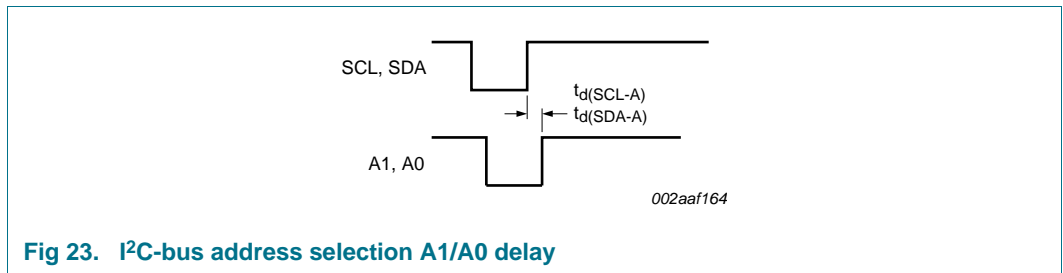 SCL, SDA
td(SCL-A)
td(SDA-A)
A1, A0
002aaf164
Fig 23. I²C-bus address selection A1/A0 delay